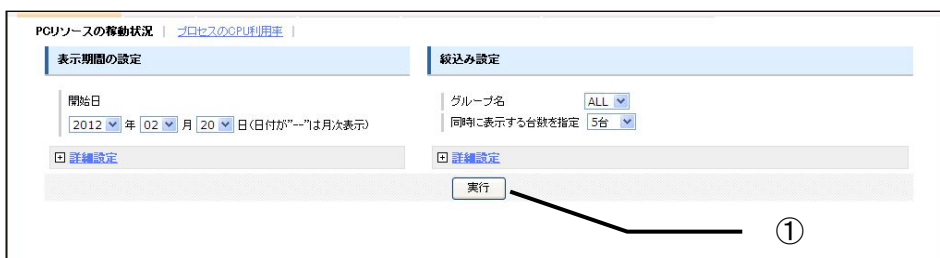 PCリソースの稼動状況 | プロセスのCPU利用率 |
表示期間の設定
開始日
2012 年 02 月 20 日(日付が"--"は月次表示)
詳細設定
絞込み設定
グループ名 ALL
同時に表示する台数を指定 5台
詳細設定
実行
①